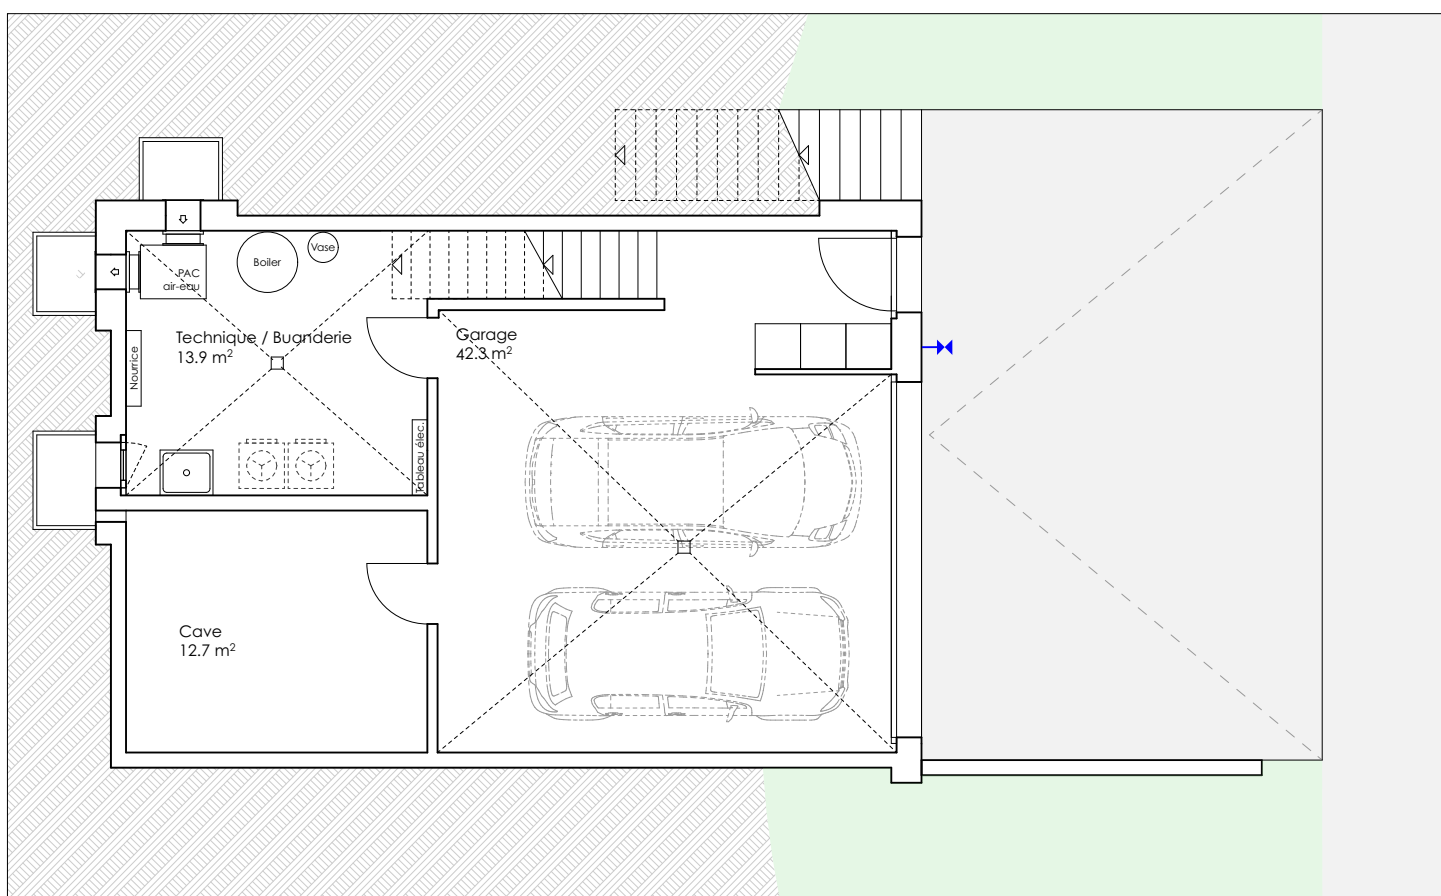 Boiler
Vase
PAC
air-eau
Technique / Buanderie
13.9 m²
Garage
42.3 m²
Nourrice
Tableau élec.
Cave
12.7 m²